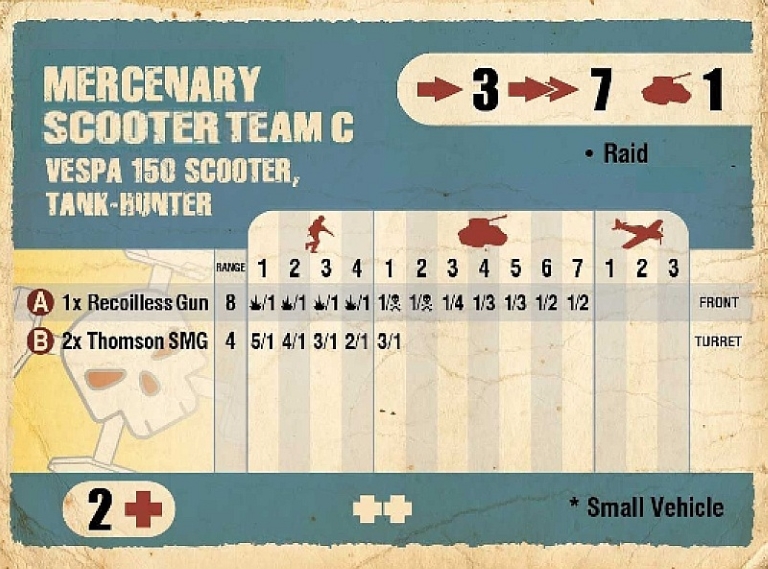 MERCENARY
SCOOTER TEAM C
VESPA 150 SCOOTER,
TANK-HUNTER
3 7 1
• Raid
RANGE 1 2 3 4 1 2 3 4 5 6 7 1 2 3
A 1x Recoilless Gun 8 /1 /1 /1 /1 1/ 1/ 1/4 1/3 1/3 1/2 1/2 FRONT
B 2x Thomson SMG 4 5/1 4/1 3/1 2/1 3/1 TURRET
2
* Small Vehicle